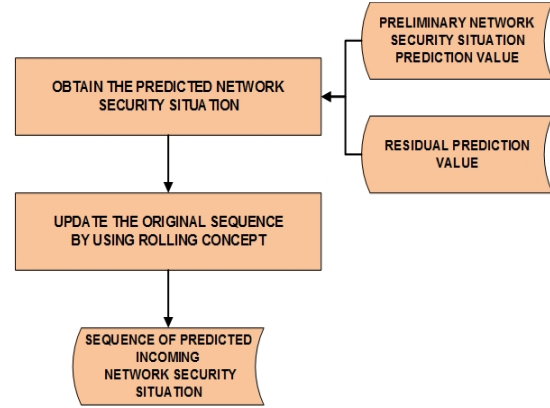 PRELIMINARY NETWORK
SECURITY SITUATION
PREDICTION VALUE
OBTAIN THE PREDICTED NETWORK
SECURITY SITUATION
RESIDUAL PREDICTION
VALUE
UPDATE THE ORIGINAL SEQUENCE
BY USING ROLLING CONCEPT
SEQUENCE OF PREDICTED
INCOMING
NETWORK SECURITY
SITUATION